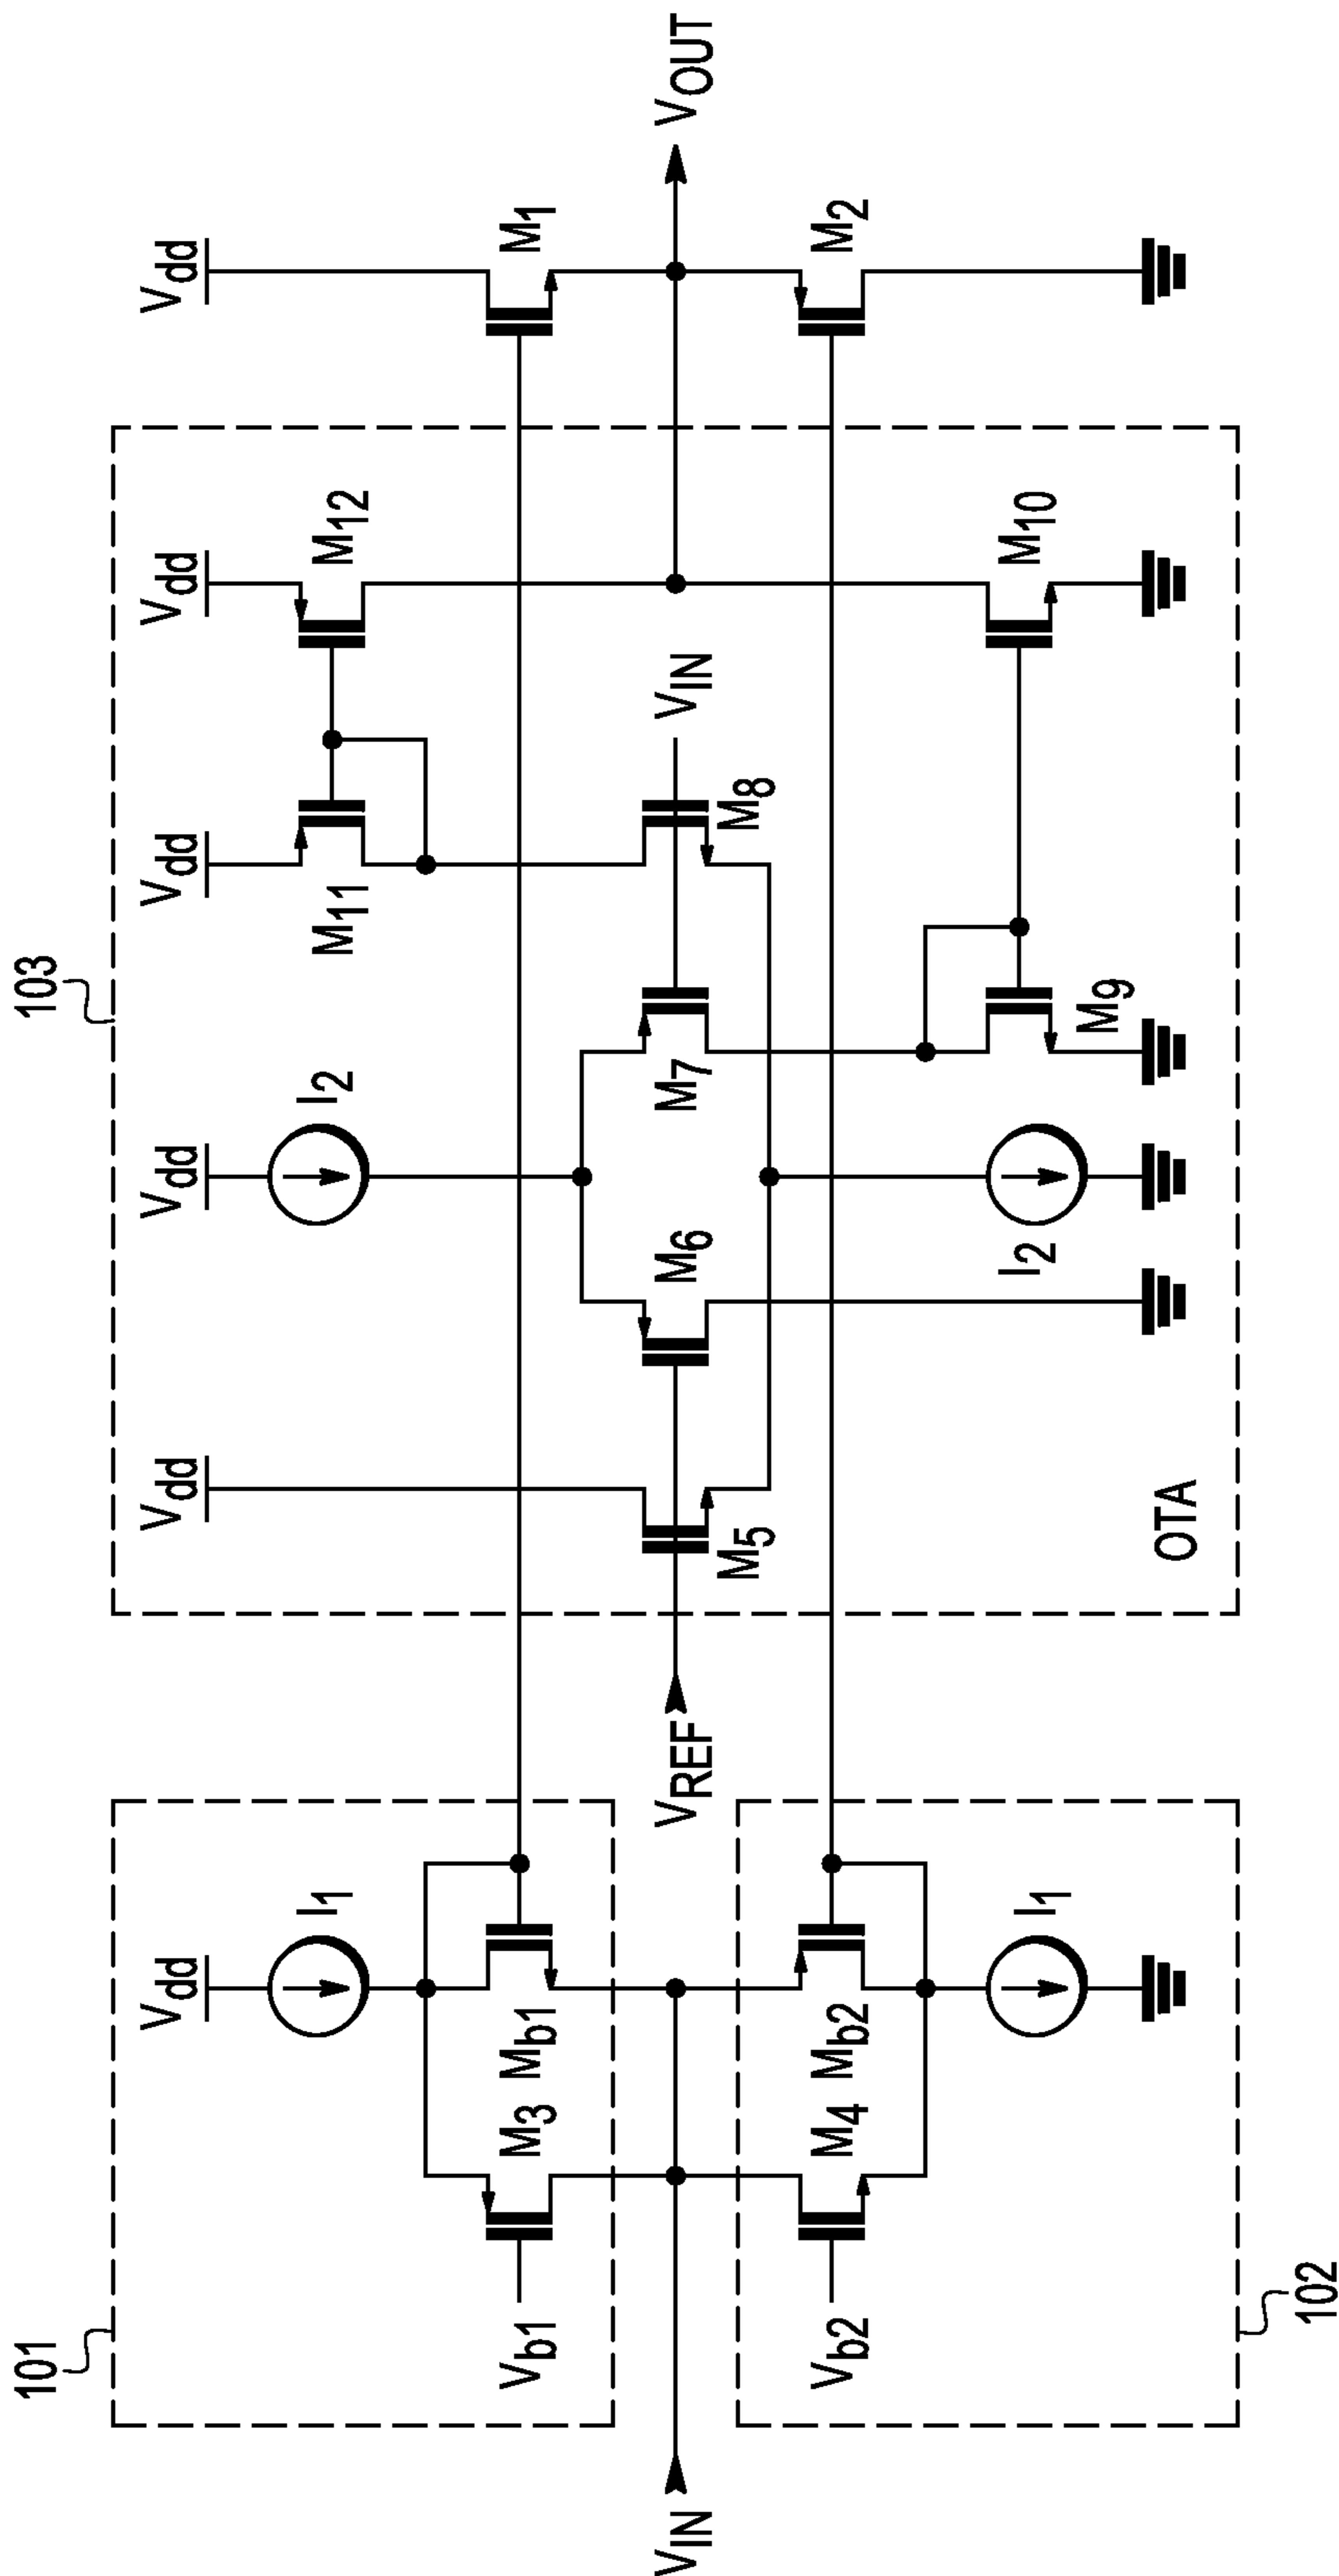 101
Vdd
I1
Vb1
M3
Mb1
VIN
Vb2
M4
Mb2
I1
102
103
Vdd
Vdd
I2
Vdd
M11
Vdd
M12
VREF
M5
M6
M7
M8
VIN
I2
M9
M10
OTA
Vdd
M1
VOUT
M2